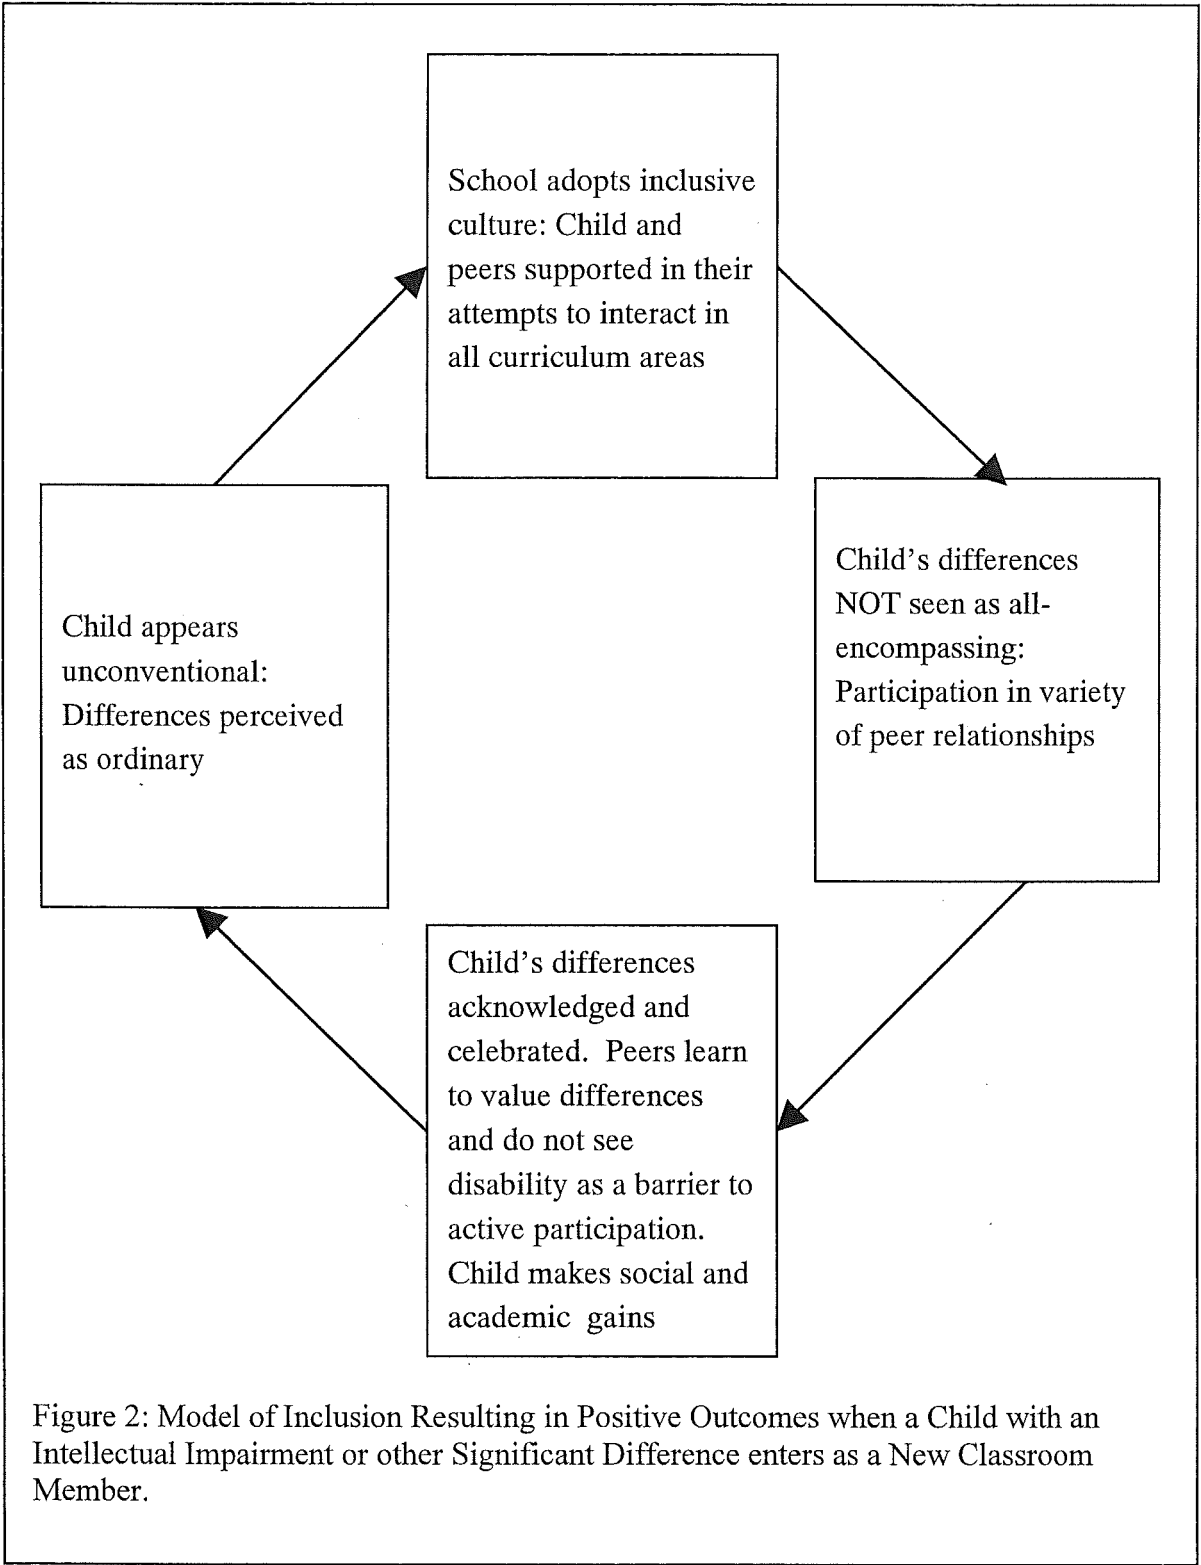 School adopts inclusive
culture: Child and
peers supported in their
attempts to interact in
all curriculum areas
Child's differences
NOT seen as all-
encompassing:
Participation in variety
of peer relationships
Child appears
unconventional:
Differences perceived
as ordinary
Child's differences
acknowledged and
celebrated. Peers learn
to value differences
and do not see
disability as a barrier to
active participation.
Child makes social and
academic gains
Figure 2: Model of Inclusion Resulting in Positive Outcomes when a Child with an
Intellectual Impairment or other Significant Difference enters as a New Classroom
Member.